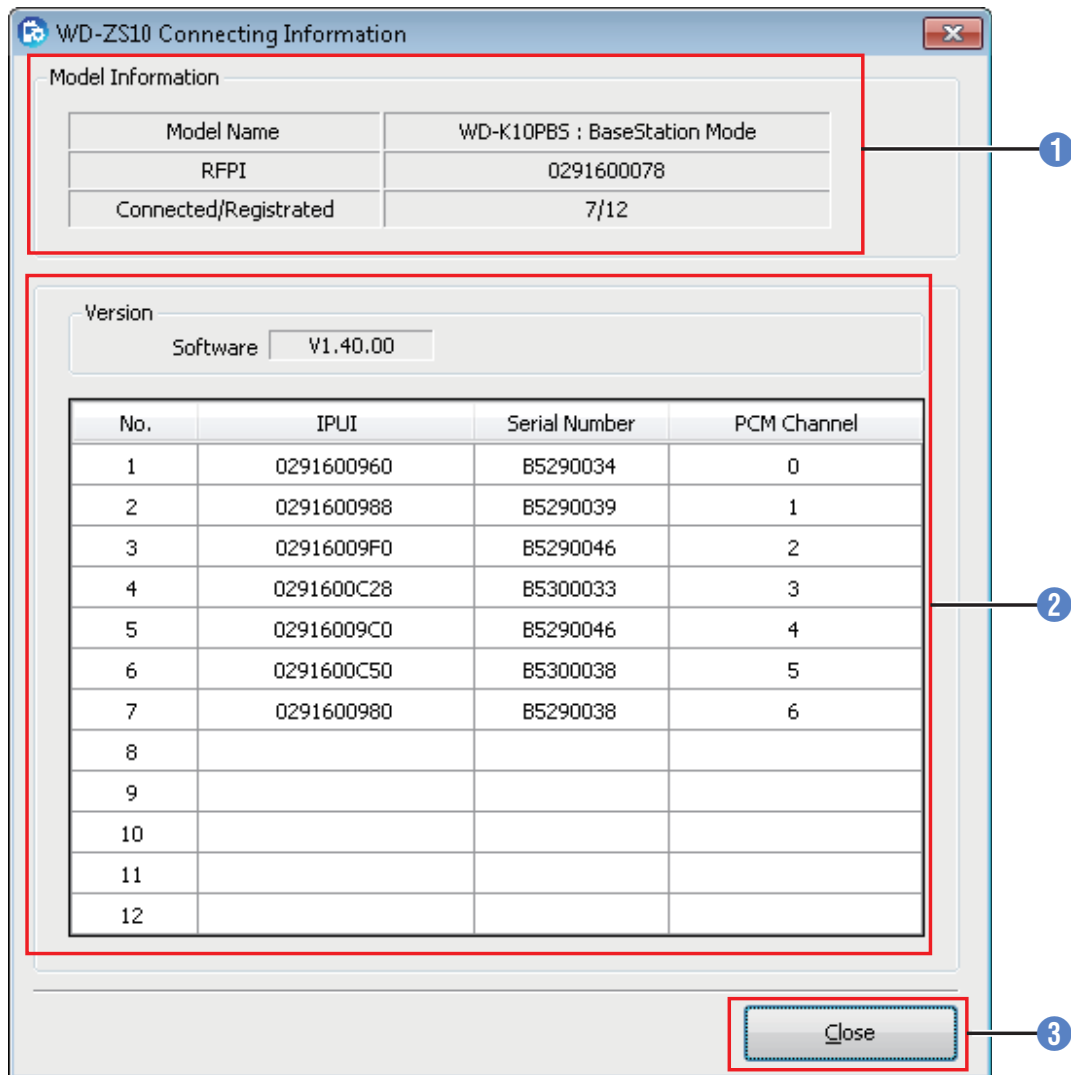 WD-ZS10 Connecting Information
Model Information
Model Name WD-K10PBS : BaseStation Mode
RFPI 0291600078
Connected/Registrated 7/12
1
Version
Software V1.40.00
No. IPUI Serial Number PCM Channel
1 0291600960 B5290034 0
2 0291600988 B5290039 1
3 02916009F0 B5290046 2
4 0291600C28 B5300033 3
5 02916009C0 B5290046 4
6 0291600C50 B5300038 5
7 0291600980 B5290038 6
8
9
10
11
12
2
Close
3